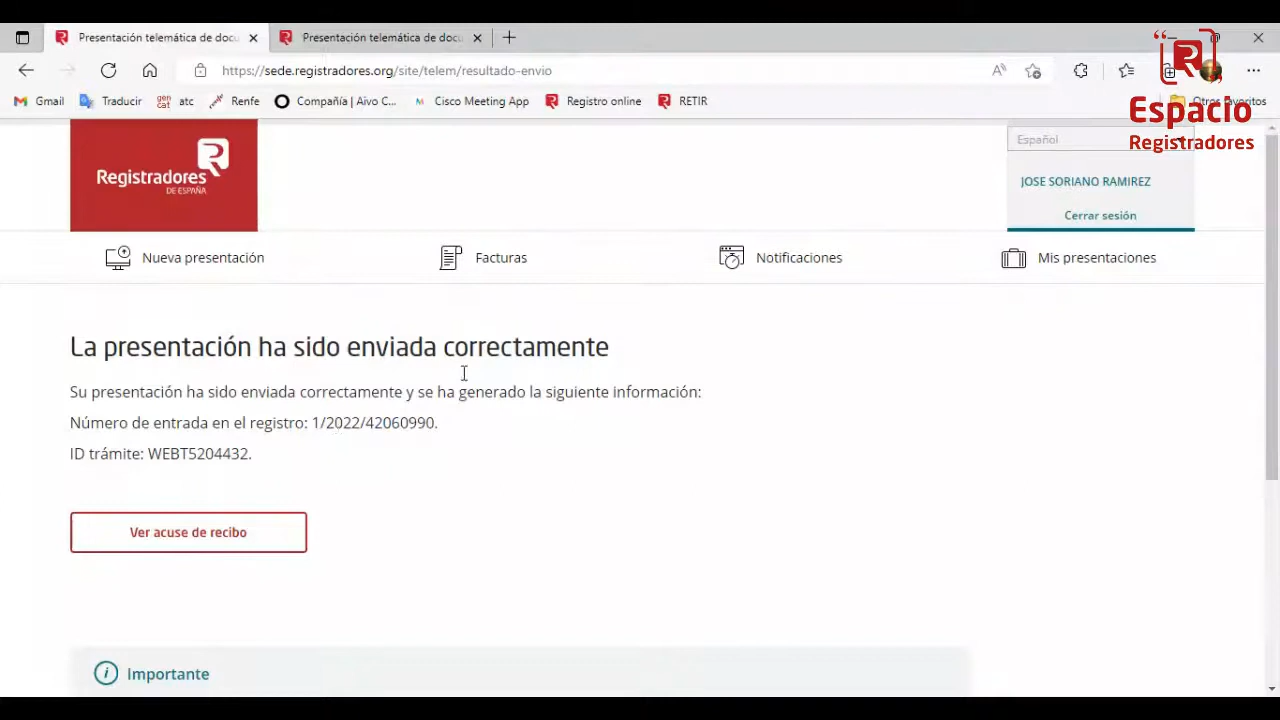 Presentación telemática de docu
Presentación telemática de docu
https://sede.registradores.org/site/telem/resultado-envio
Gmail
Traducir
gen cat
atc
Renfe
Compañía | Aivo C...
Cisco Meeting App
Registro online
RETIR
Otros favoritos
Espacio
Registradores
Registradores
DE ESPAÑA
Español
JOSE SORIANO RAMIREZ
Cerrar sesión
Nueva presentación
Facturas
Notificaciones
Mis presentaciones
La presentación ha sido enviada correctamente
Su presentación ha sido enviada correctamente y se ha generado la siguiente información:
Número de entrada en el registro: 1/2022/42060990.
ID trámite: WEBT5204432.
Ver acuse de recibo
Importante